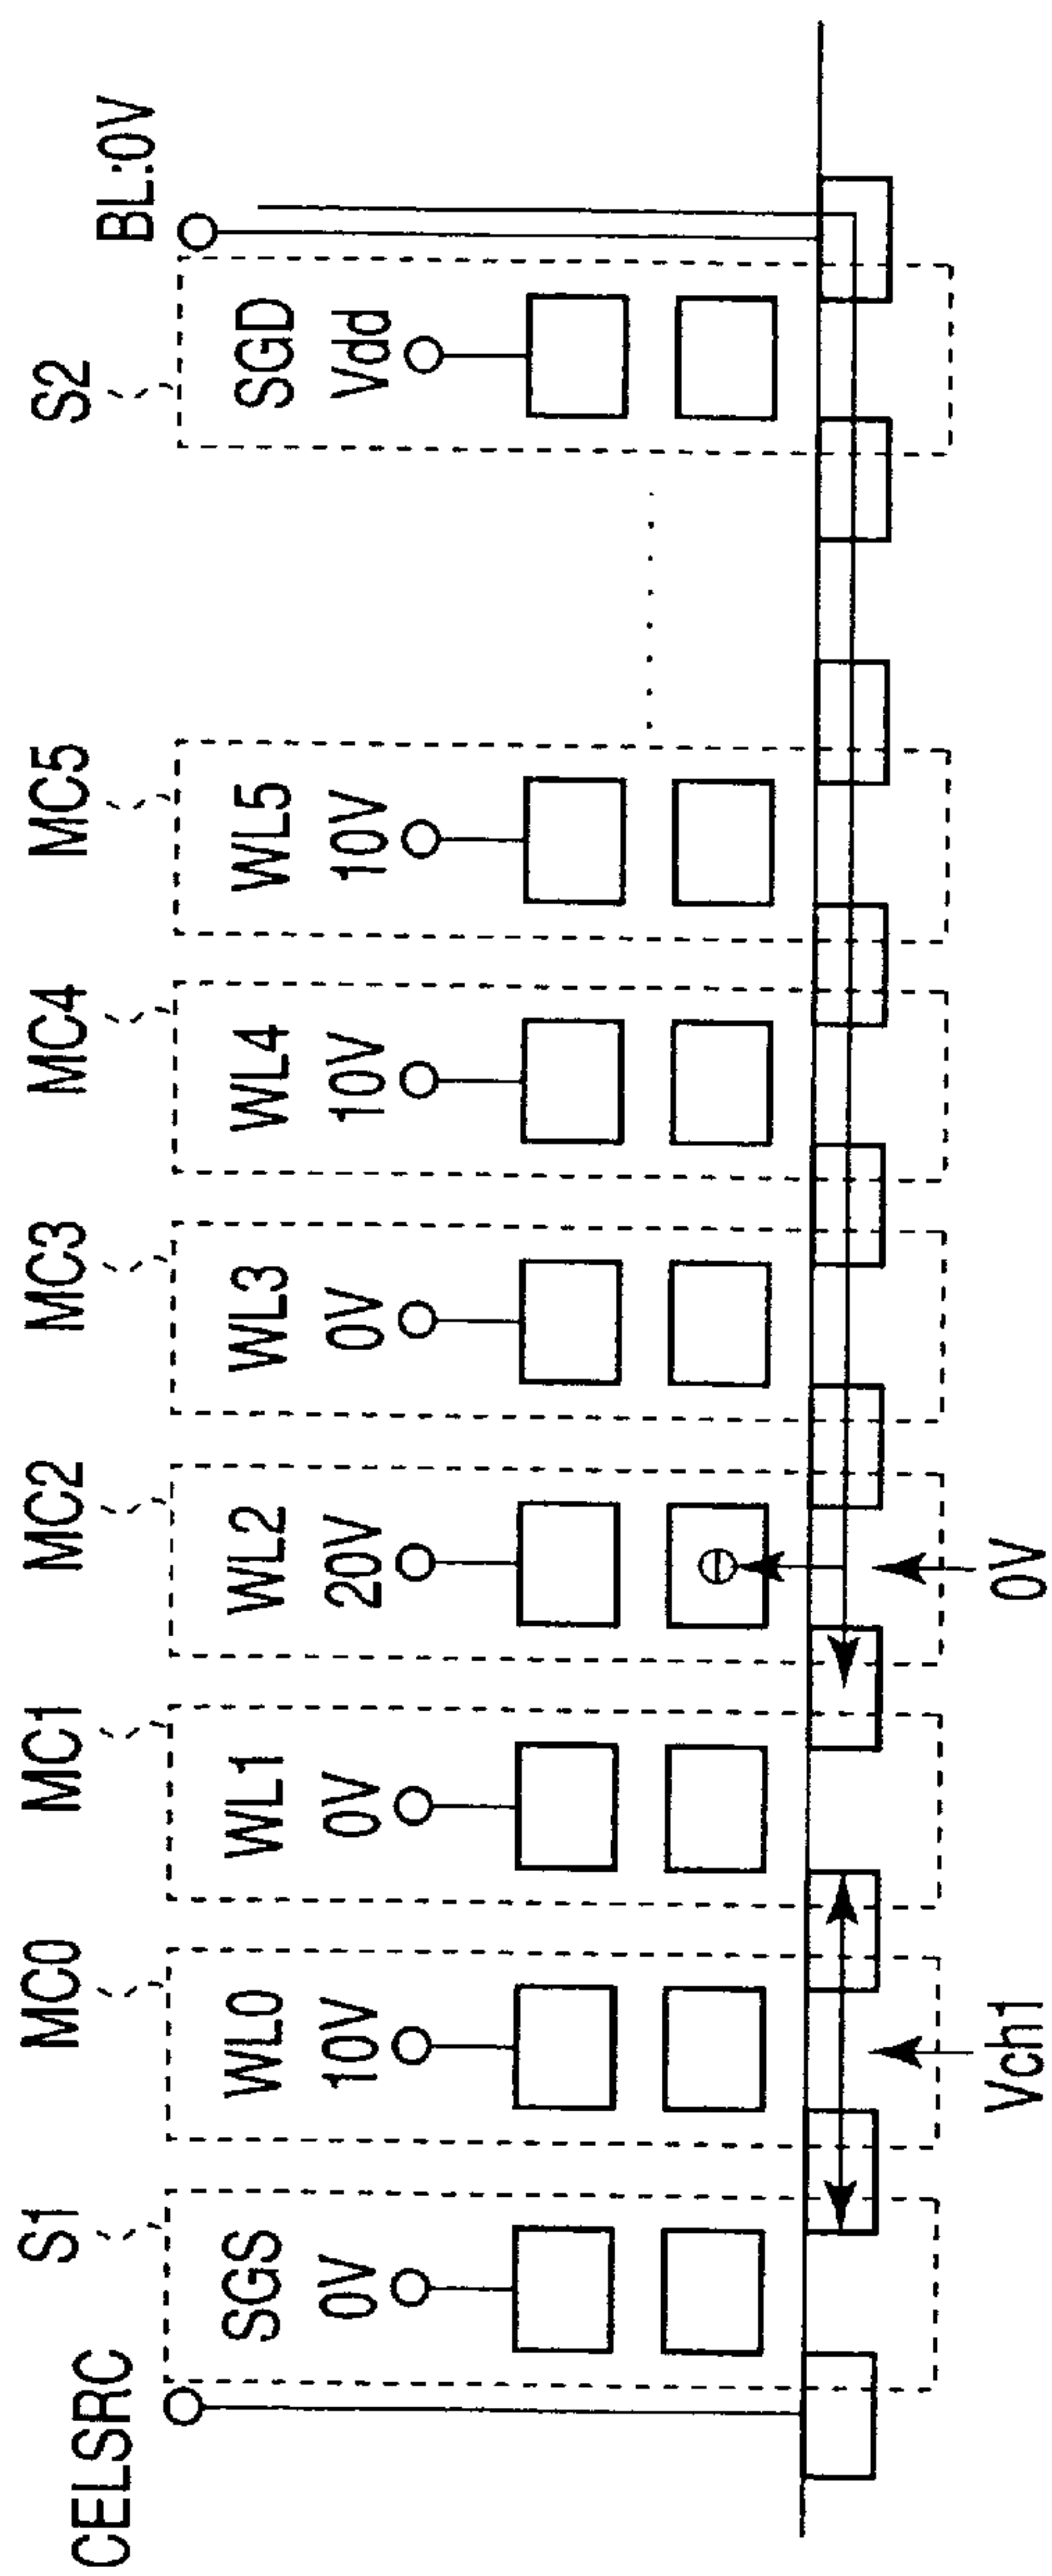 CELSRC
S1
SGS
0V
MC0
WL0
10V
MC1
WL1
0V
MC2
WL2
20V
MC3
WL3
0V
MC4
WL4
10V
MC5
WL5
10V
S2
SGD
Vdd
BL:0V
Vch1
0V